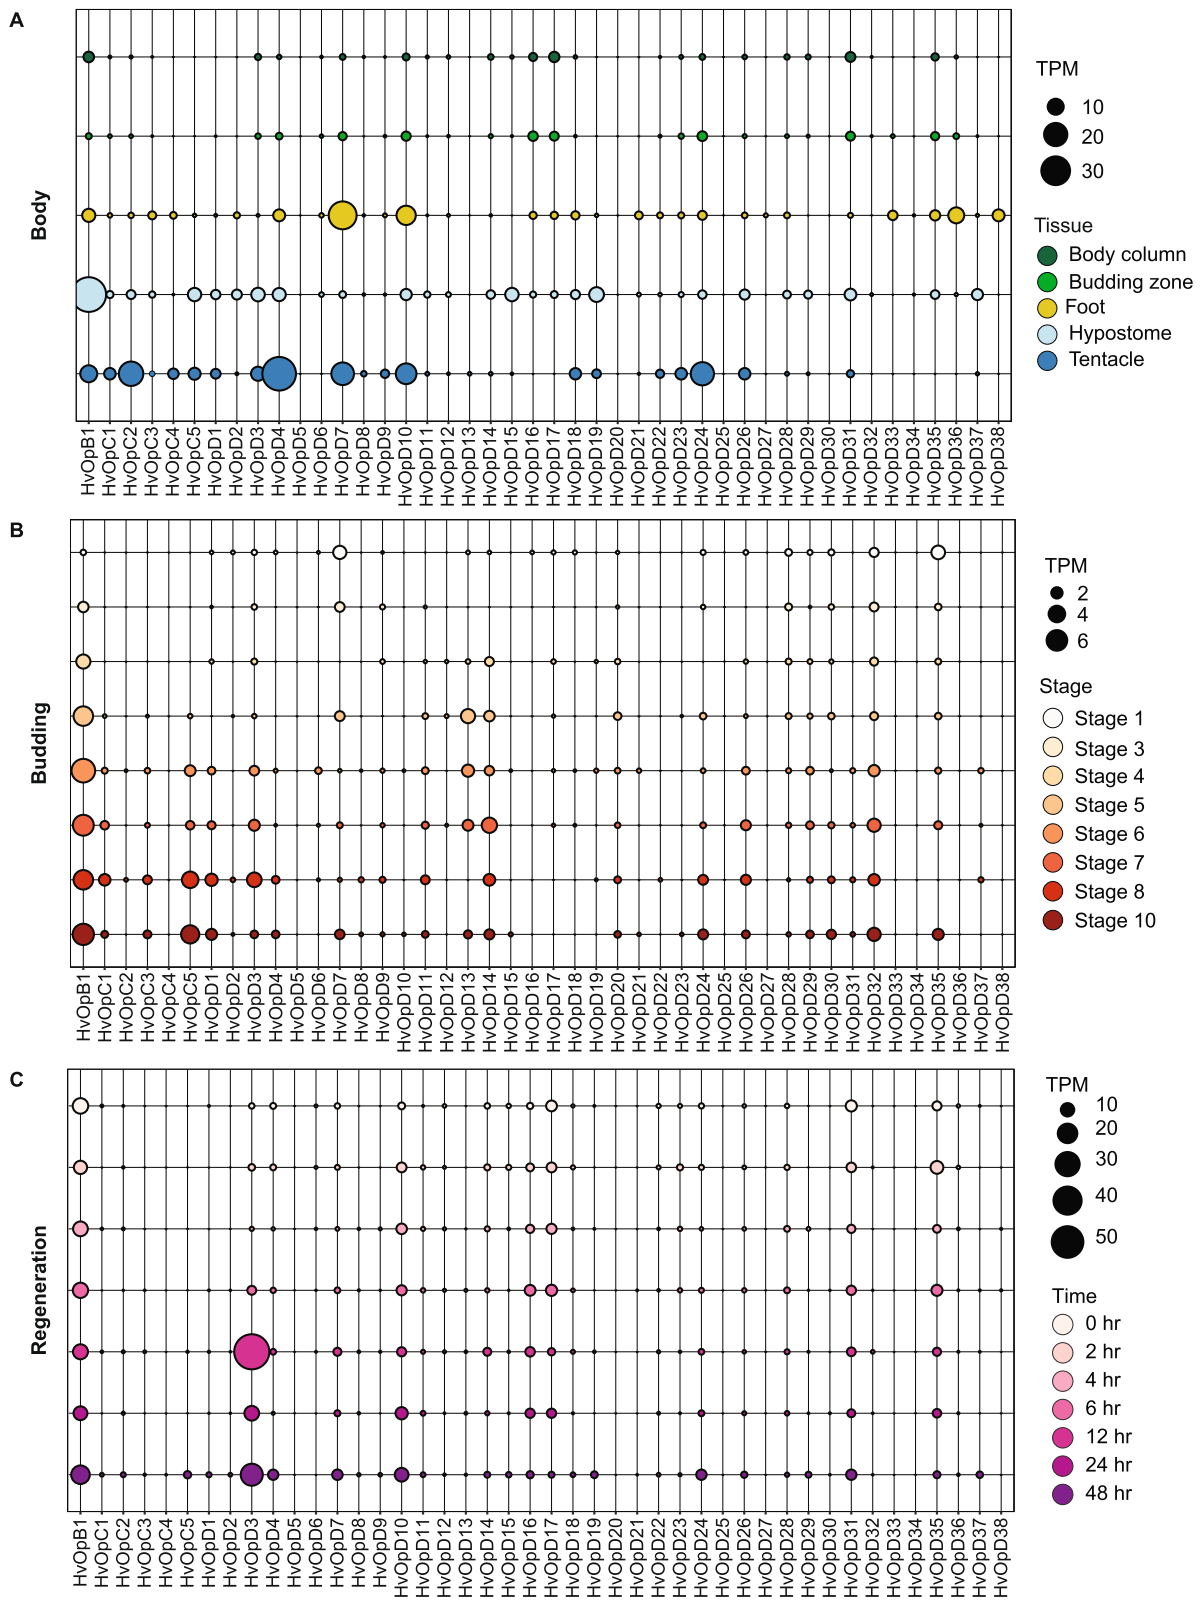 A
Body
HvOpB1
HvOpC1
HvOpC2
HvOpC3
HvOpC4
HvOpC5
HvOpD1
HvOpD2
HvOpD3
HvOpD4
HvOpD5
HvOpD6
HvOpD7
HvOpD8
HvOpD9
HvOpD10
HvOpD11
HvOpD12
HvOpD13
HvOpD14
HvOpD15
HvOpD16
HvOpD17
HvOpD18
HvOpD19
HvOpD20
HvOpD21
HvOpD22
HvOpD23
HvOpD24
HvOpD25
HvOpD26
HvOpD27
HvOpD28
HvOpD29
HvOpD30
HvOpD31
HvOpD32
HvOpD33
HvOpD34
HvOpD35
HvOpD36
HvOpD37
HvOpD38
TPM
10
20
30
Tissue
Body column
Budding zone
Foot
Hypostome
Tentacle
B
Budding
HvOpB1
HvOpC1
HvOpC2
HvOpC3
HvOpC4
HvOpC5
HvOpD1
HvOpD2
HvOpD3
HvOpD4
HvOpD5
HvOpD6
HvOpD7
HvOpD8
HvOpD9
HvOpD10
HvOpD11
HvOpD12
HvOpD13
HvOpD14
HvOpD15
HvOpD16
HvOpD17
HvOpD18
HvOpD19
HvOpD20
HvOpD21
HvOpD22
HvOpD23
HvOpD24
HvOpD25
HvOpD26
HvOpD27
HvOpD28
HvOpD29
HvOpD30
HvOpD31
HvOpD32
HvOpD33
HvOpD34
HvOpD35
HvOpD36
HvOpD37
HvOpD38
TPM
2
4
6
Stage
Stage 1
Stage 3
Stage 4
Stage 5
Stage 6
Stage 7
Stage 8
Stage 10
C
Regeneration
HvOpB1
HvOpC1
HvOpC2
HvOpC3
HvOpC4
HvOpC5
HvOpD1
HvOpD2
HvOpD3
HvOpD4
HvOpD5
HvOpD6
HvOpD7
HvOpD8
HvOpD9
HvOpD10
HvOpD11
HvOpD12
HvOpD13
HvOpD14
HvOpD15
HvOpD16
HvOpD17
HvOpD18
HvOpD19
HvOpD20
HvOpD21
HvOpD22
HvOpD23
HvOpD24
HvOpD25
HvOpD26
HvOpD27
HvOpD28
HvOpD29
HvOpD30
HvOpD31
HvOpD32
HvOpD33
HvOpD34
HvOpD35
HvOpD36
HvOpD37
HvOpD38
TPM
10
20
30
40
50
Time
0 hr
2 hr
4 hr
6 hr
12 hr
24 hr
48 hr